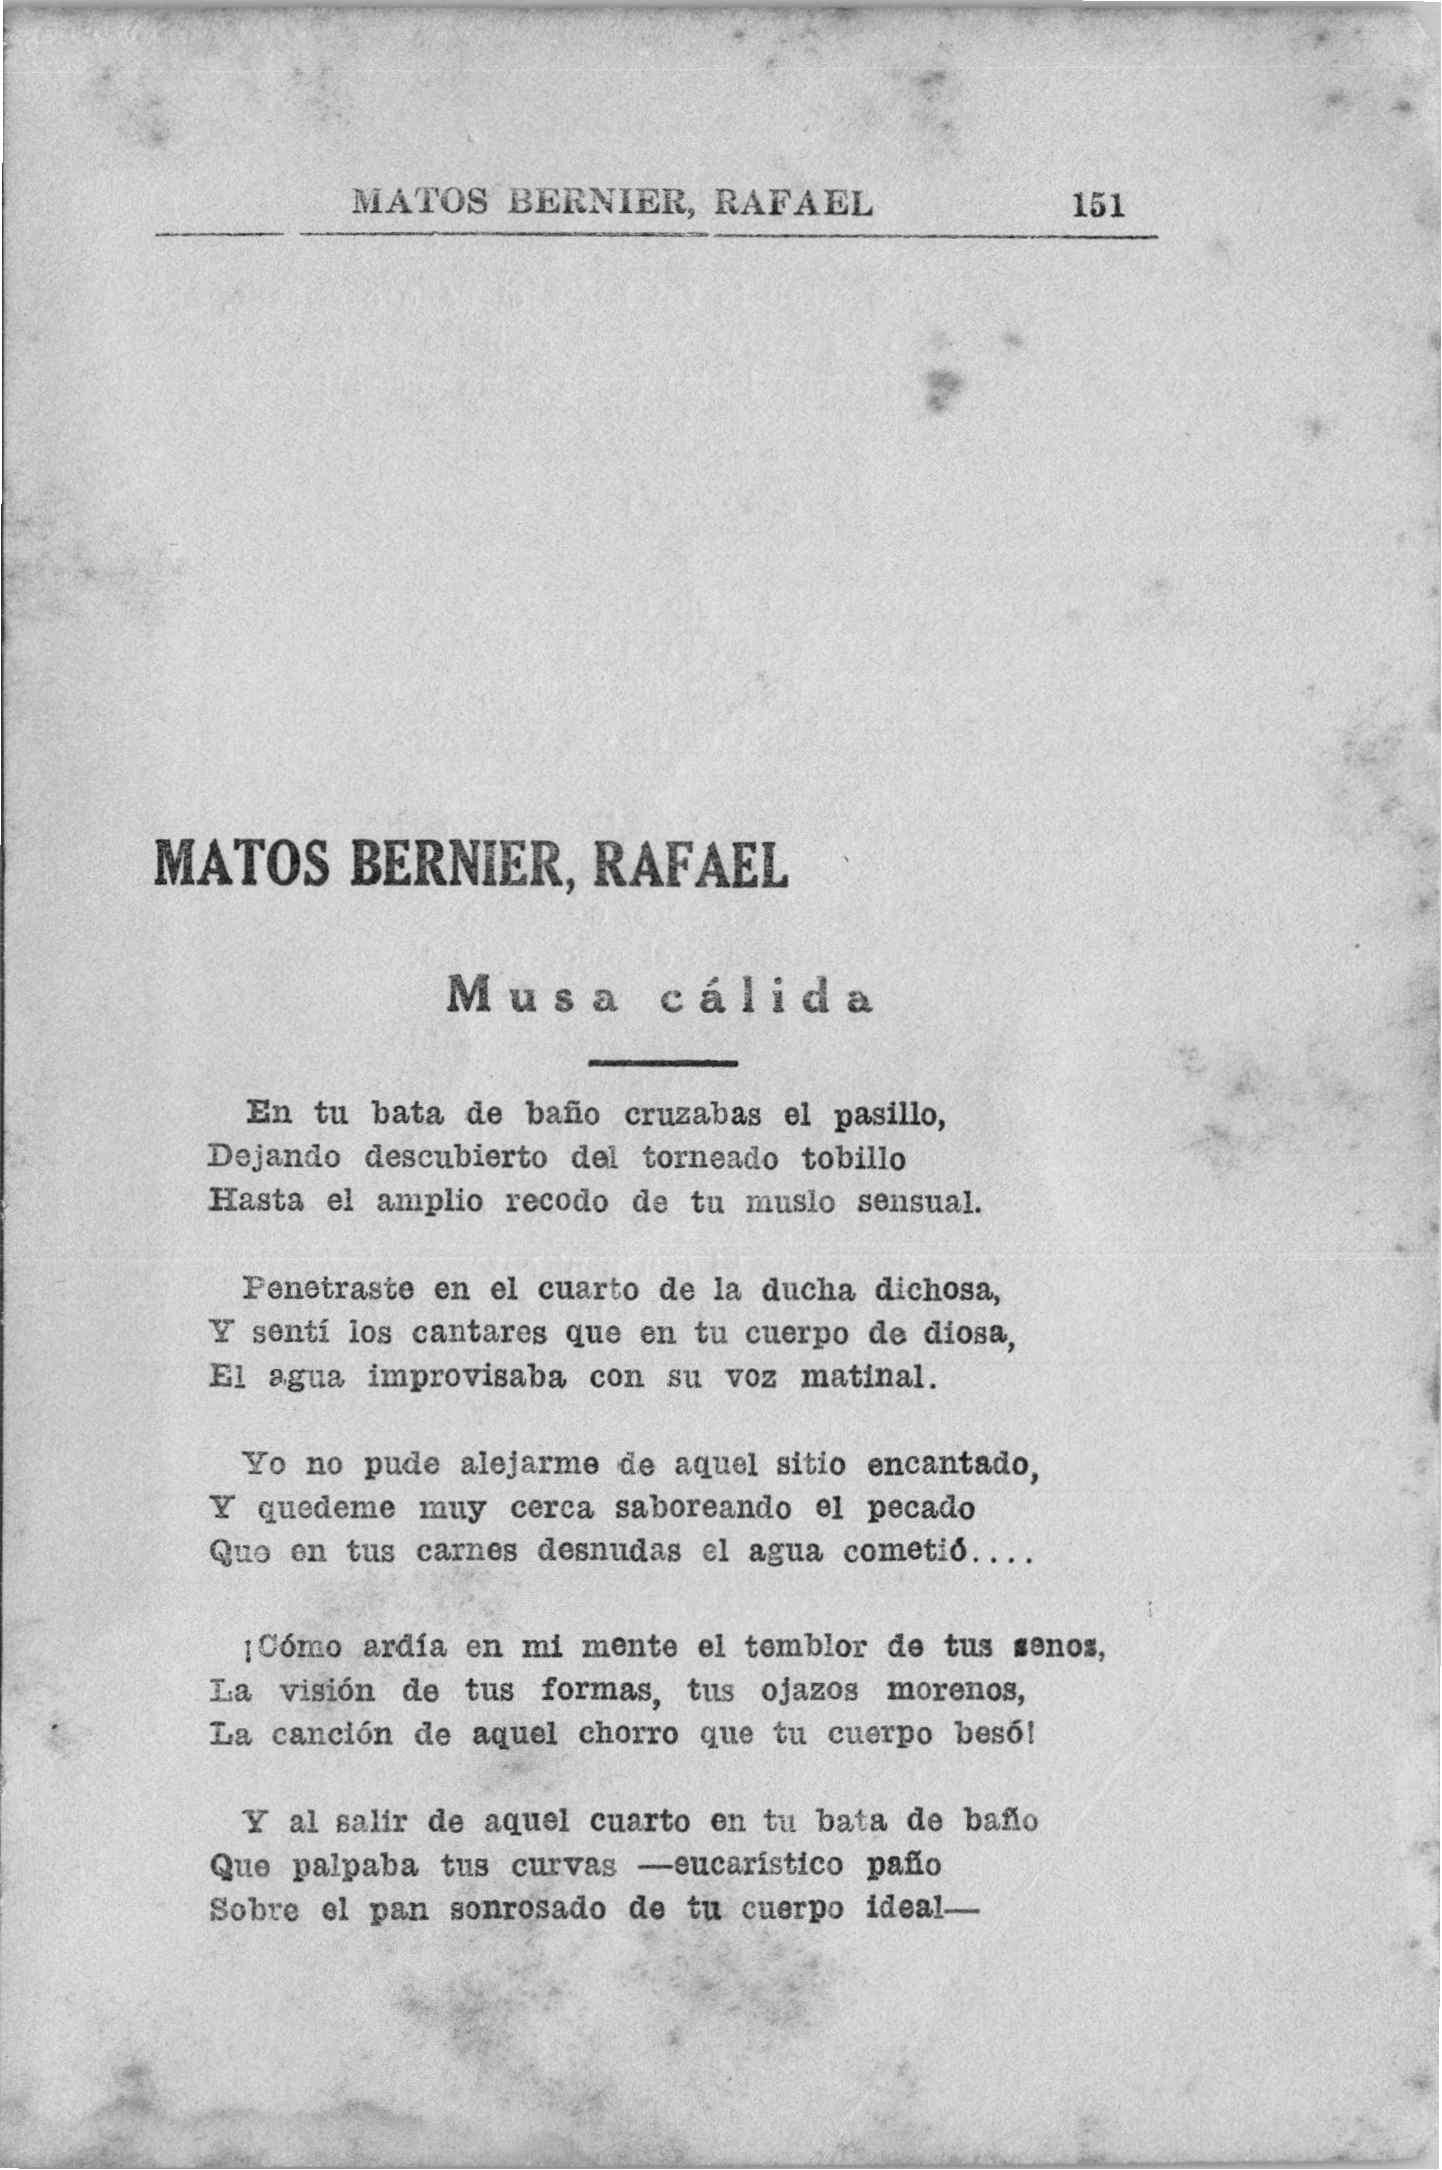 MATOS BERNIER, RAFAEL 151
MATOS BERNIER, RAFAEL
Musa cálida
En tu bata de baño cruzabas el pasillo,
Dejando descubierto del torneado tobillo
Hasta el amplio recodo de tu muslo sensual.
Penetraste en el cuarto de la ducha dichosa,
Y sentí los cantares que en tu cuerpo de diosa,
El agua improvisaba con su voz matinal.
Yo no pude alejarme de aquel sitio encantado,
Y quedeme muy cerca saboreando el pecado
Que en tus carnes desnudas el agua cometió....
¡Cómo ardía en mi mente el temblor de tus senos,
La visión de tus formas, tus ojazos morenos,
La canción de aquel chorro que tu cuerpo besó!
Y al salir de aquel cuarto en tu bata de baño
Que palpaba tus curvas —eucarístico paño
Sobre el pan sonrosado de tu cuerpo ideal—